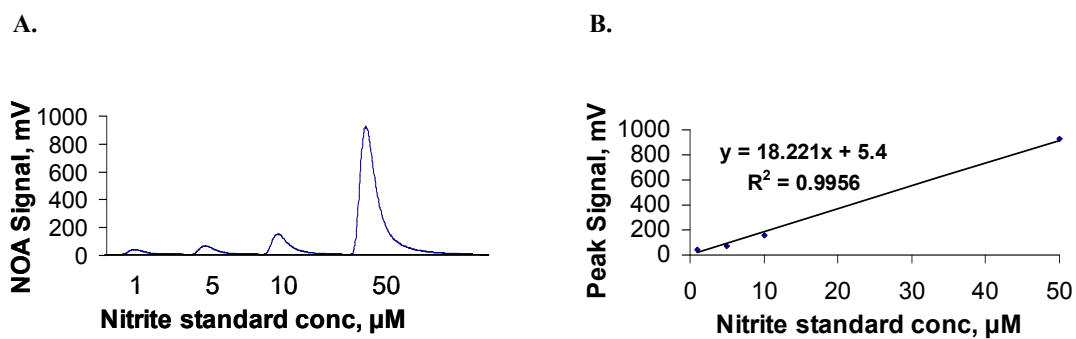 A.
B.
NOA Signal, mV
1000
800
600
400
200
0
1 5 10 50
Nitrite standard conc, µM
Peak Signal, mV
1000
800
600
400
200
0
y = 18.221x + 5.4
R² = 0.9956
0 10 20 30 40 50
Nitrite standard conc, µM